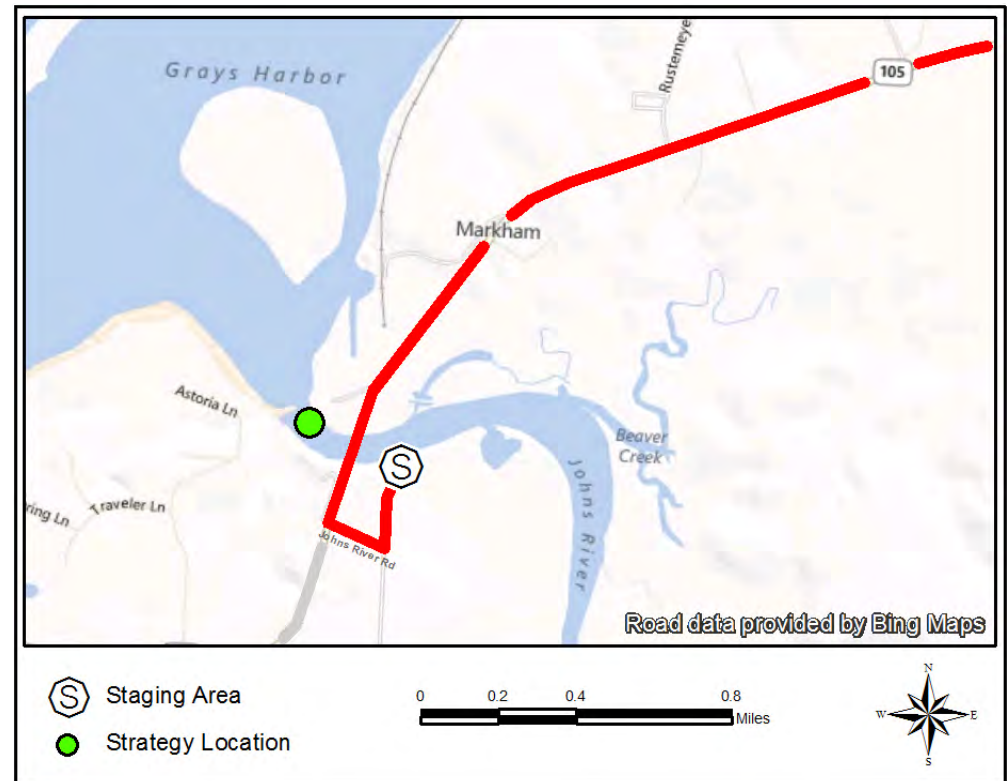 Grays Harbor
Rustemeye
105
Markham
Astoria Ln
Beaver
Creek
S
Traveler Ln
ring Ln
Johns River
Johns River Rd
Road data provided by Bing Maps
S Staging Area
Strategy Location
0 0.2 0.4 0.8
Miles
N
W E
S